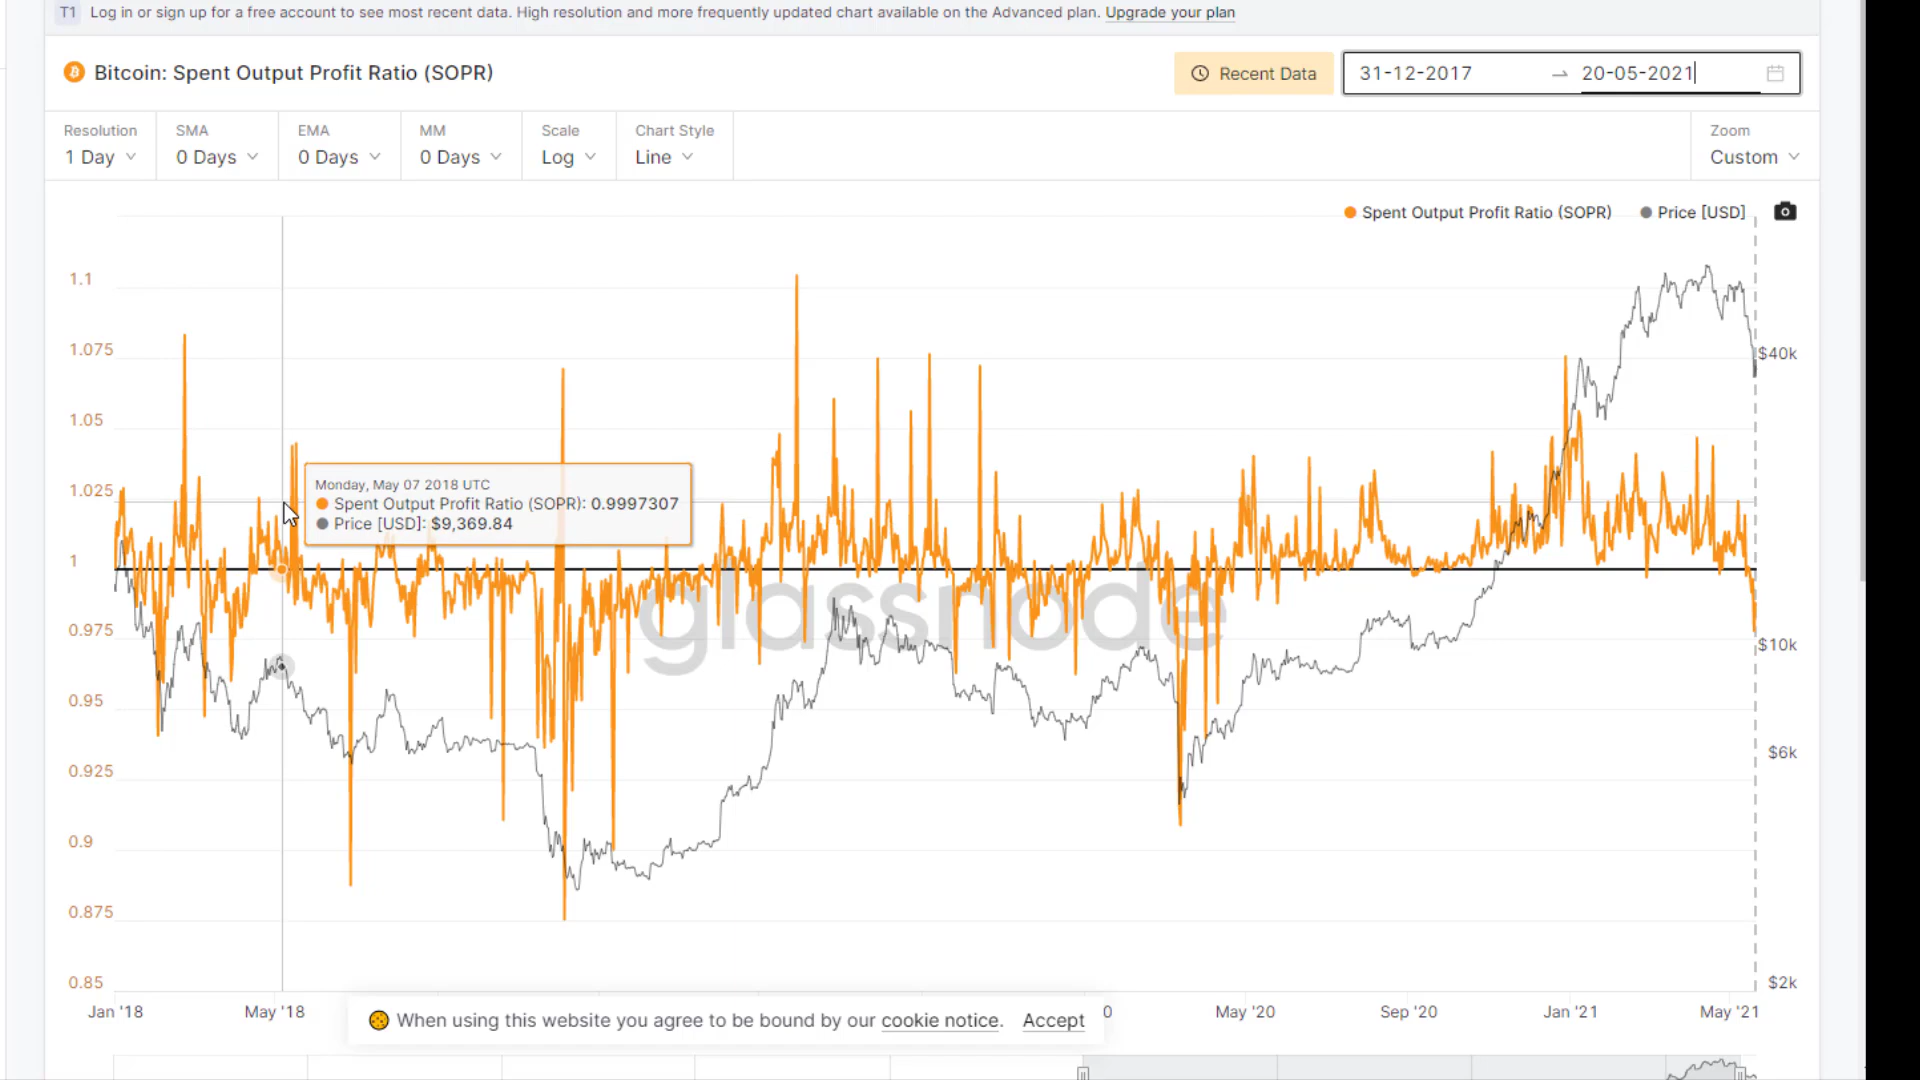 T1 Log in or sign up for a free account to see most recent data. High resolution and more frequently updated chart available on the Advanced plan. Upgrade your plan
Bitcoin: Spent Output Profit Ratio (SOPR)
Recent Data
31-12-2017 → 20-05-2021
Resolution SMA EMA MM Scale Chart Style Zoom
1 Day 0 Days 0 Days 0 Days Log Line Custom
Spent Output Profit Ratio (SOPR) Price [USD]
1.1
1.075
$40k
1.05
1.025
Monday, May 07 2018 UTC
Spent Output Profit Ratio (SOPR): 0.9997307
Price [USD]: $9,369.84
1
glassnode
0.975
$10k
0.95
$6k
0.925
0.9
0.875
0.85
$2k
Jan '18 May '18 0 May '20 Sep '20 Jan '21 May '21
When using this website you agree to be bound by our cookie notice. Accept